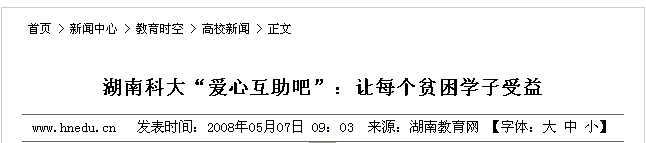 首页 > 新闻中心 > 教育时空 > 高校新闻 > 正文
湖南科大“爱心互助吧”：让每个贫困学子受益
www.hnedu.cn 发表时间：2008年05月07日 09：03 来源：湖南教育网 【字体：大 中 小】